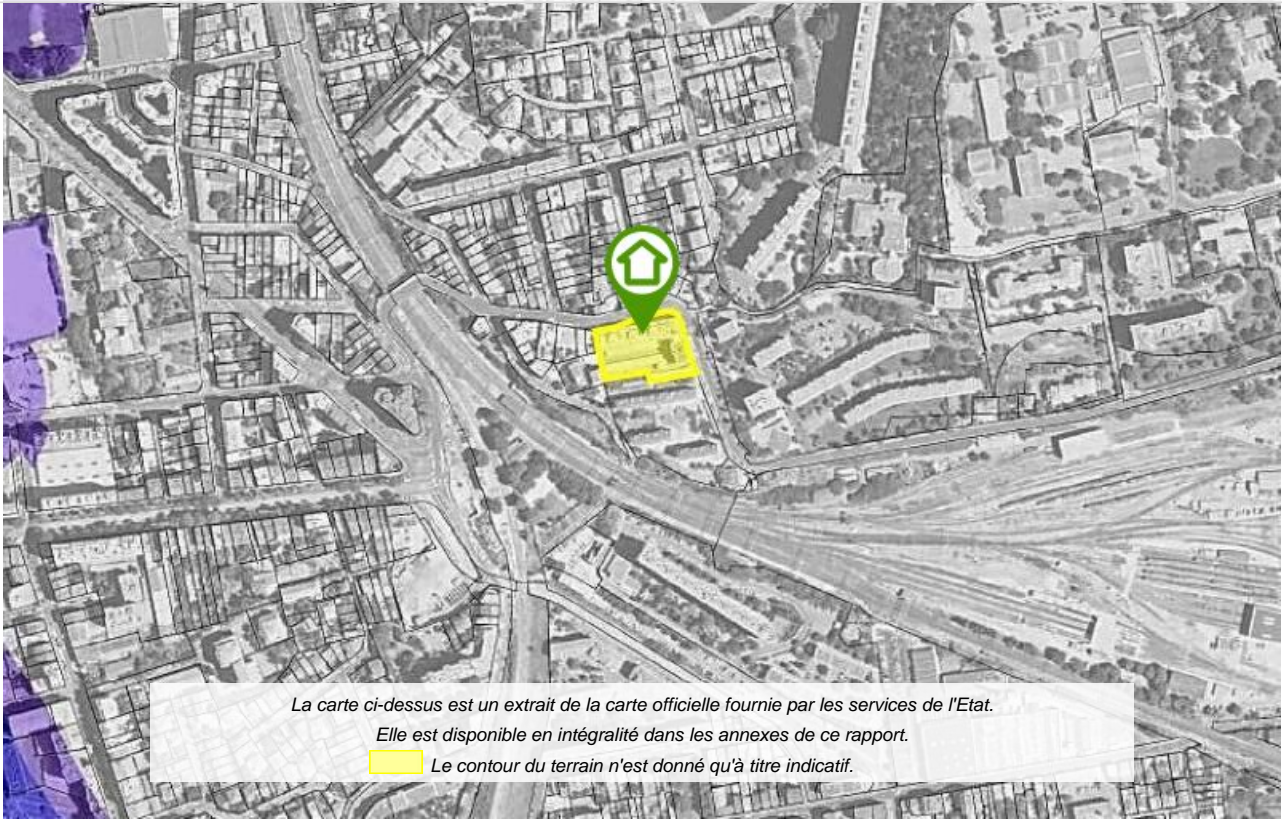 La carte ci-dessus est un extrait de la carte officielle fournie par les services de l'Etat.
Elle est disponible en intégralité dans les annexes de ce rapport.
Le contour du terrain n'est donné qu'à titre indicatif.